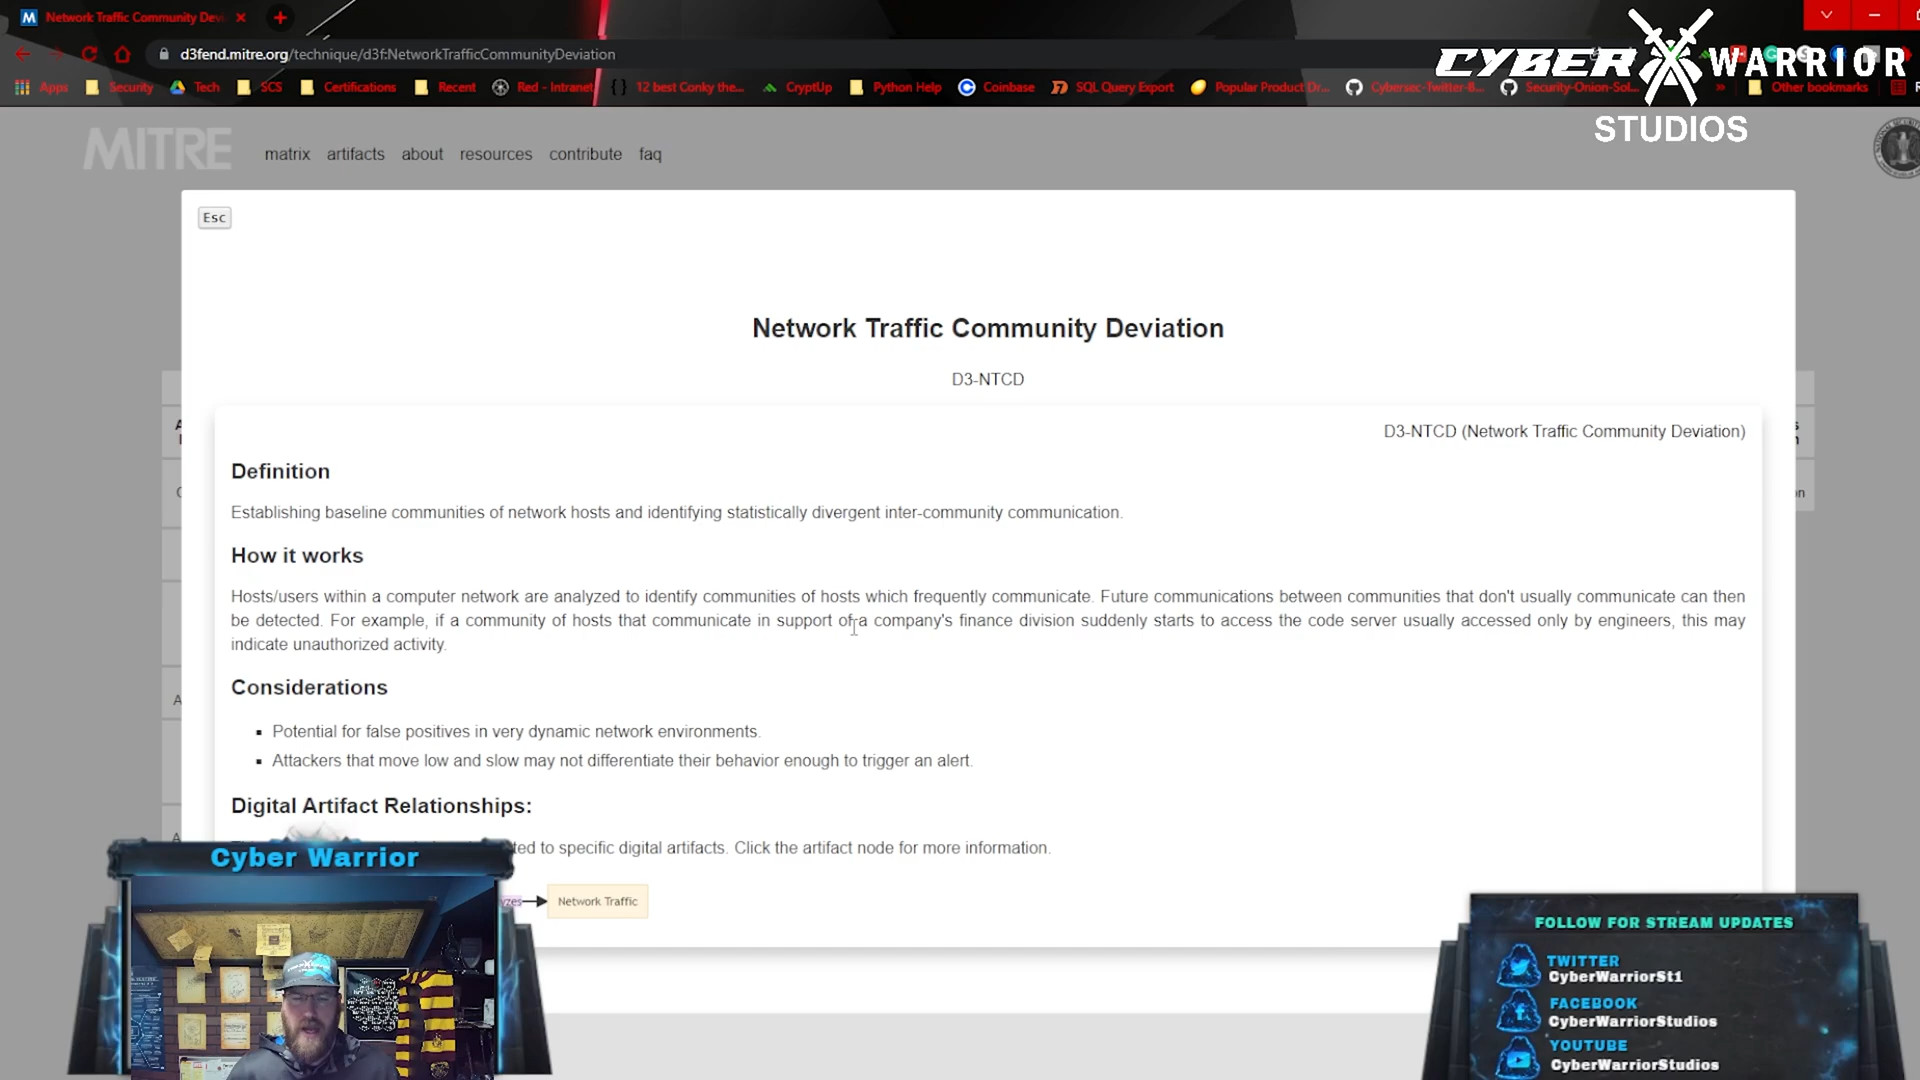 Network Traffic Community Dev
d3fend.mitre.org/technique/d3f:NetworkTrafficCommunityDeviation
Apps Security Tech SCS Certifications Recent Red - Intranet 12 best Conky the... CryptUp Python Help Coinbase SQL Query Export Popular Product Dr... Cybersec-Twitter-B... Security-Onion-Sol... » Other bookmarks
CYBER WARRIOR
STUDIOS
MITRE matrix artifacts about resources contribute faq
Esc
Network Traffic Community Deviation
D3-NTCD
D3-NTCD (Network Traffic Community Deviation)
Definition
Establishing baseline communities of network hosts and identifying statistically divergent inter-community communication.
How it works
Hosts/users within a computer network are analyzed to identify communities of hosts which frequently communicate. Future communications between communities that don't usually communicate can then
be detected. For example, if a community of hosts that communicate in support of a company's finance division suddenly starts to access the code server usually accessed only by engineers, this may
indicate unauthorized activity.
Considerations
▪ Potential for false positives in very dynamic network environments.
▪ Attackers that move low and slow may not differentiate their behavior enough to trigger an alert.
Digital Artifact Relationships:
ted to specific digital artifacts. Click the artifact node for more information.
yzes Network Traffic
Cyber Warrior
FOLLOW FOR STREAM UPDATES
TWITTER
CyberWarriorSt1
FACEBOOK
CyberWarriorStudios
YOUTUBE
CyberWarriorStudios